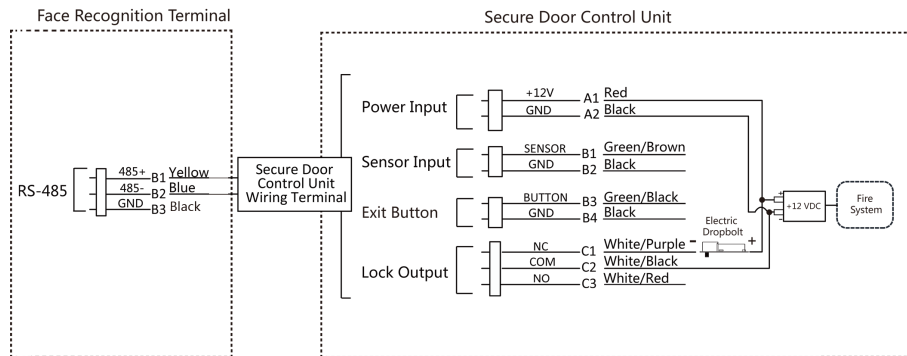 Face Recognition Terminal
Secure Door Control Unit
RS-485
485+ B1 Yellow
485- B2 Blue
GND B3 Black
Secure Door
Control Unit
Wiring Terminal
Power Input
+12V A1 Red
GND A2 Black
Sensor Input
SENSOR B1 Green/Brown
GND B2 Black
Exit Button
BUTTON B3 Green/Black
GND B4 Black
Lock Output
NC C1 White/Purple
COM C2 White/Black
NO C3 White/Red
Electric
Dropbolt
- +
+
+12 VDC
-
Fire
System